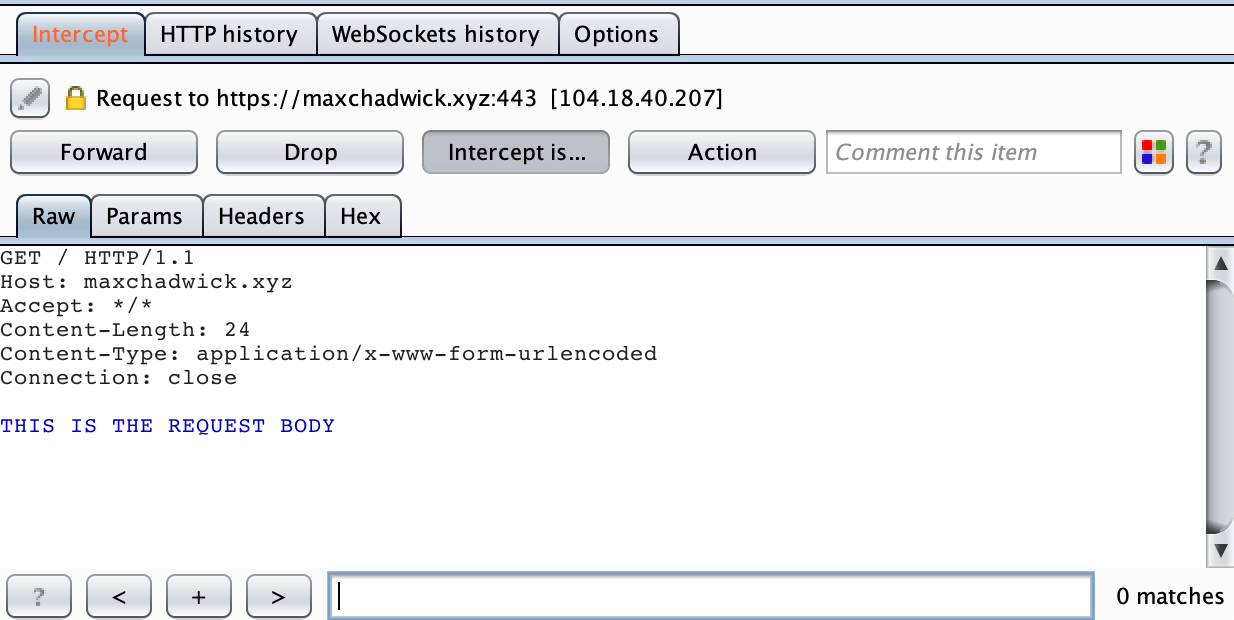 Intercept HTTP history WebSockets history Options
Request to https://maxchadwick.xyz:443 [104.18.40.207]
Forward Drop Intercept is... Action Comment this item ?
Raw Params Headers Hex
GET / HTTP/1.1
Host: maxchadwick.xyz
Accept: */*
Content-Length: 24
Content-Type: application/x-www-form-urlencoded
Connection: close
THIS IS THE REQUEST BODY
? < + > 0 matches